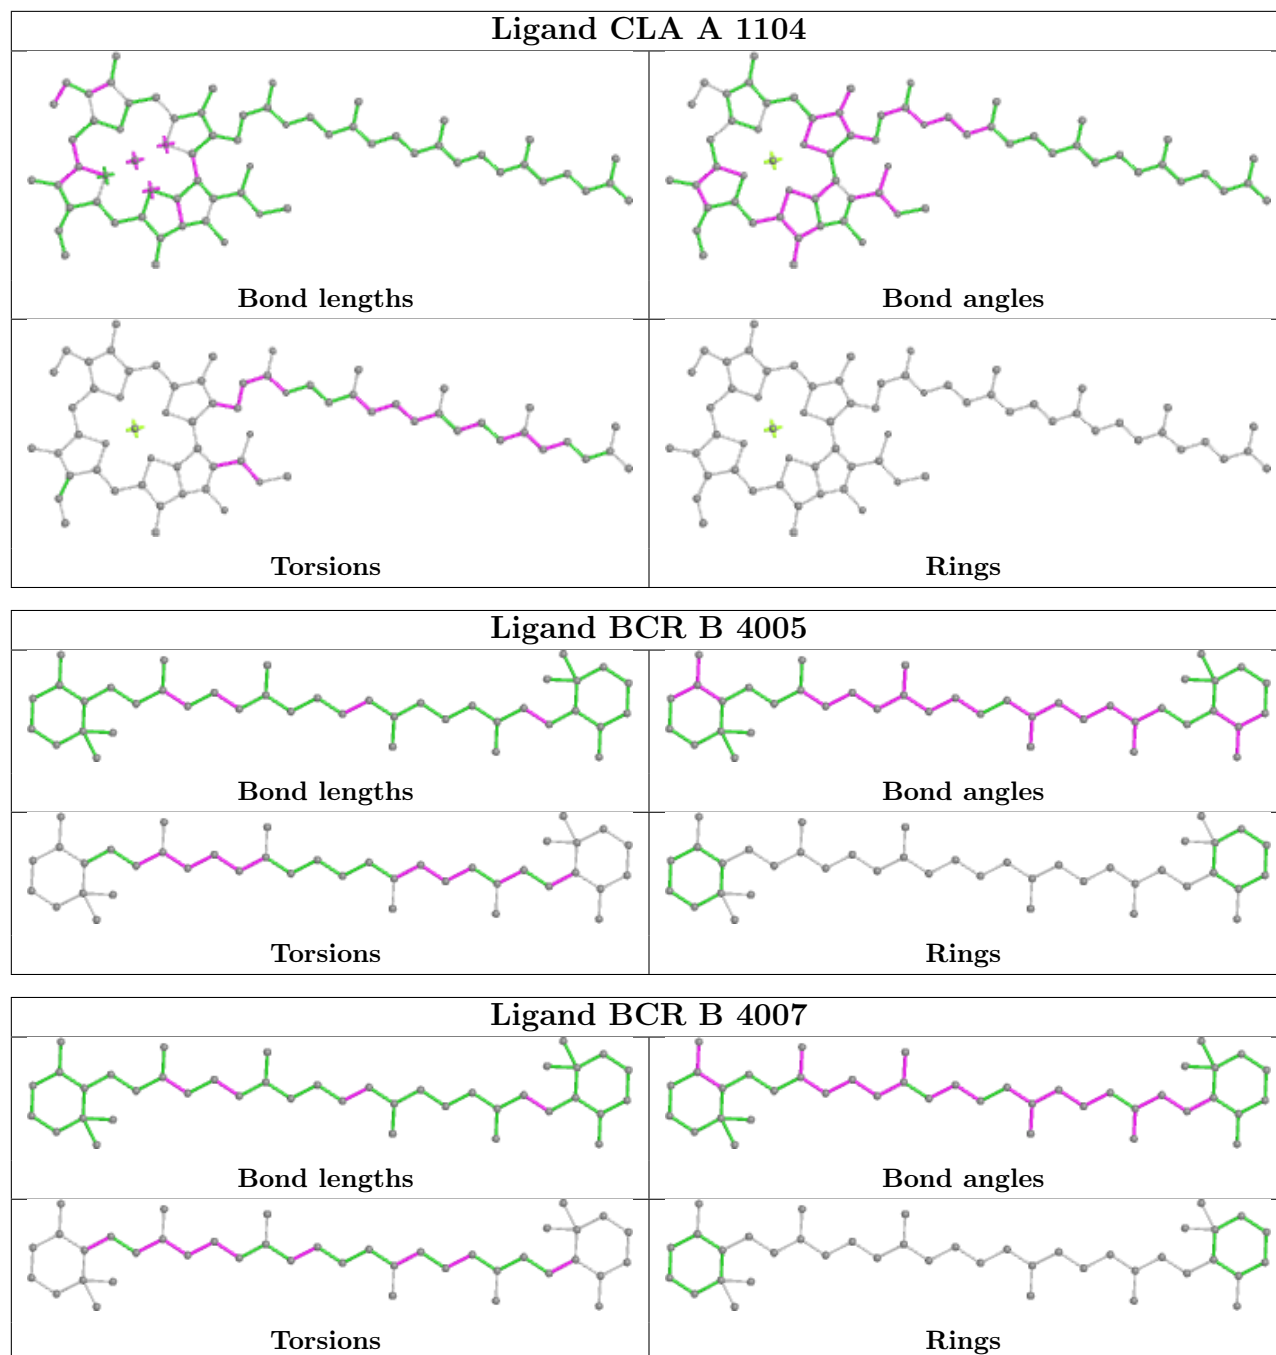 Ligand CLA A 1104
Bond lengths
Bond angles
Torsions
Rings
Ligand BCR B 4005
Bond lengths
Bond angles
Torsions
Rings
Ligand BCR B 4007
Bond lengths
Bond angles
Torsions
Rings